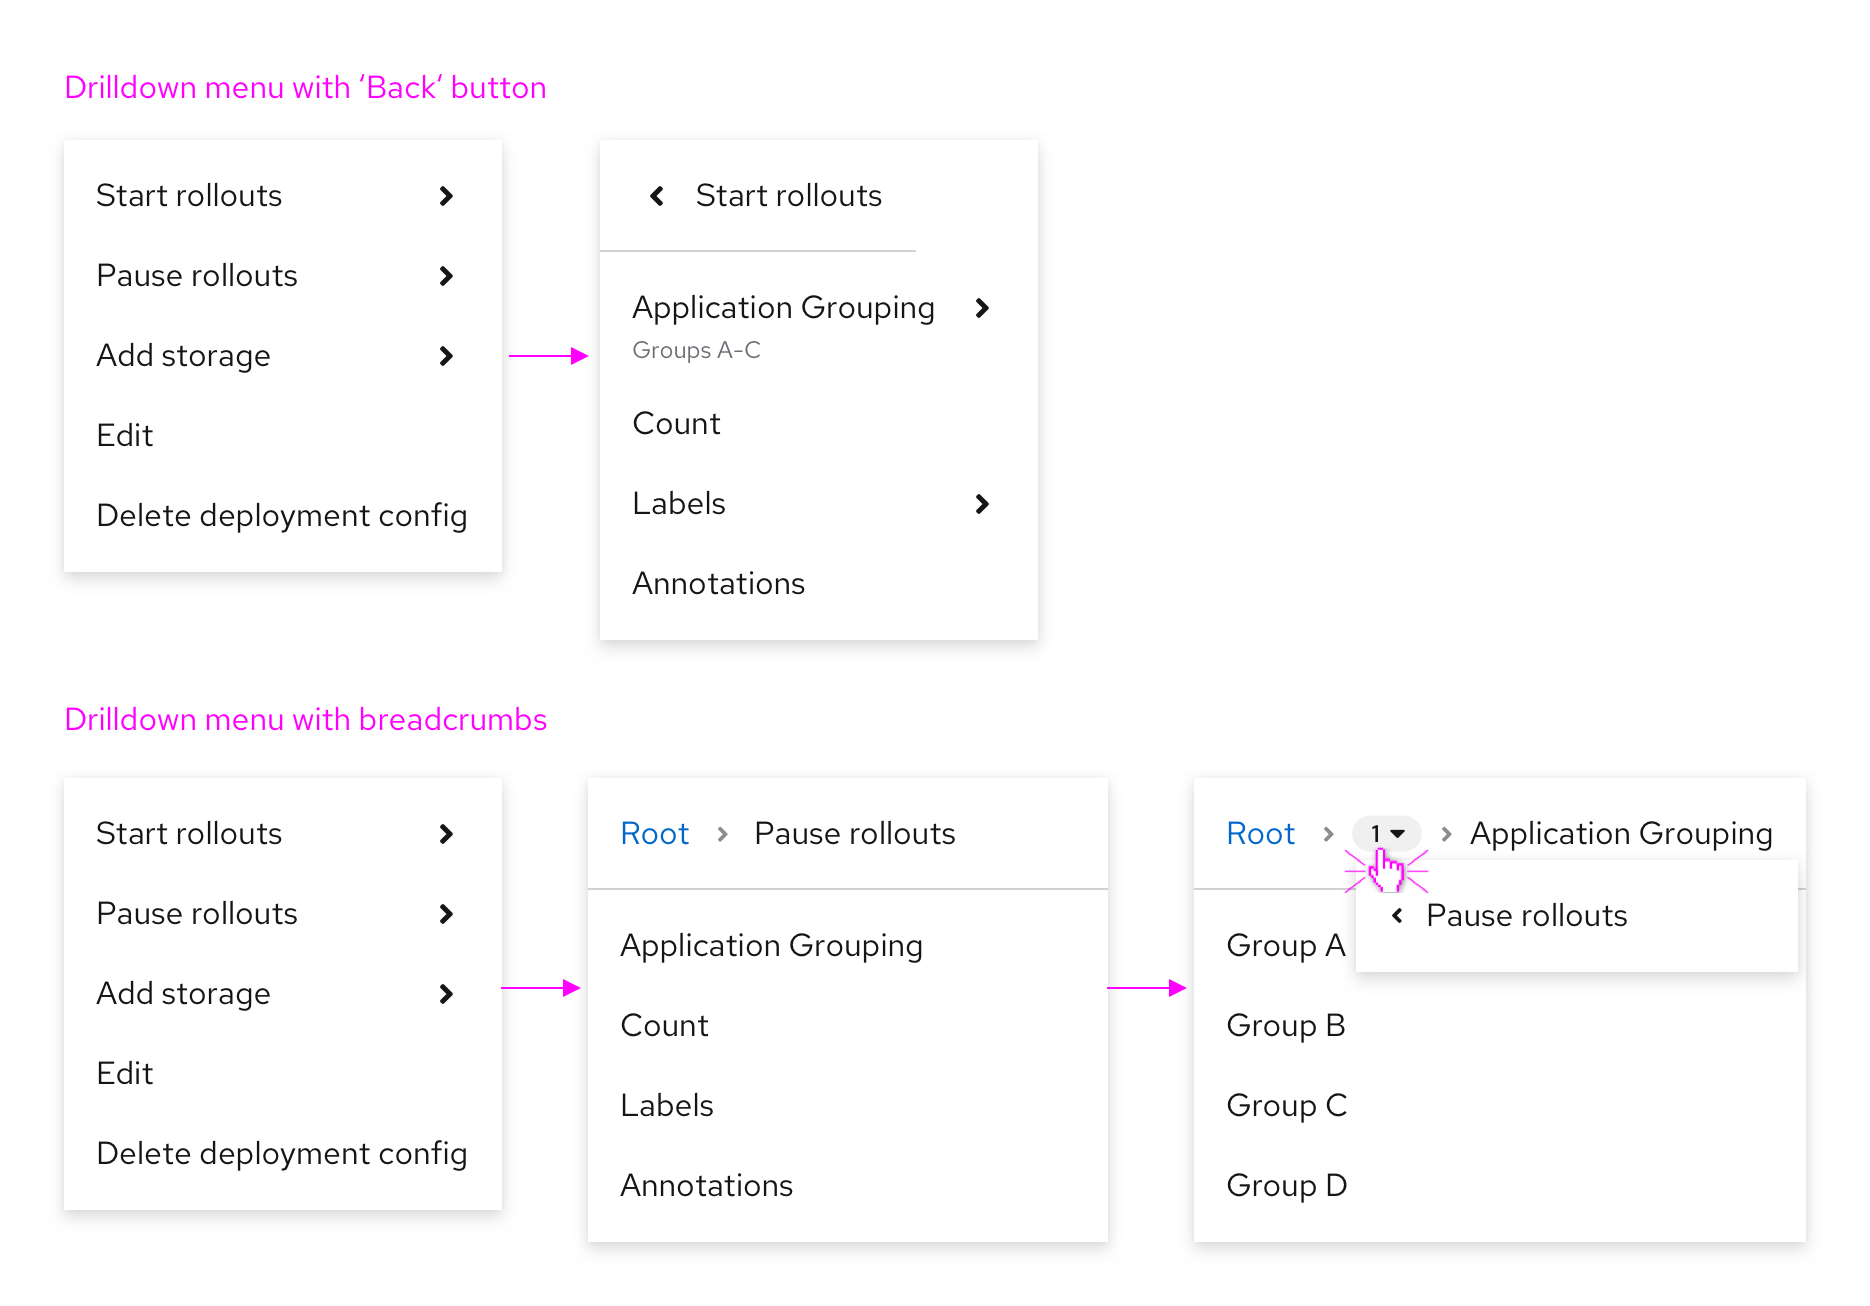 Drilldown menu with ‘Back‘ button
Start rollouts
Pause rollouts
Add storage
Edit
Delete deployment config
Start rollouts
Application Grouping
Groups A-C
Count
Labels
Annotations
Drilldown menu with breadcrumbs
Start rollouts
Pause rollouts
Add storage
Edit
Delete deployment config
Root Pause rollouts
Application Grouping
Count
Labels
Annotations
Root 1 Application Grouping
Pause rollouts
Group A
Group B
Group C
Group D